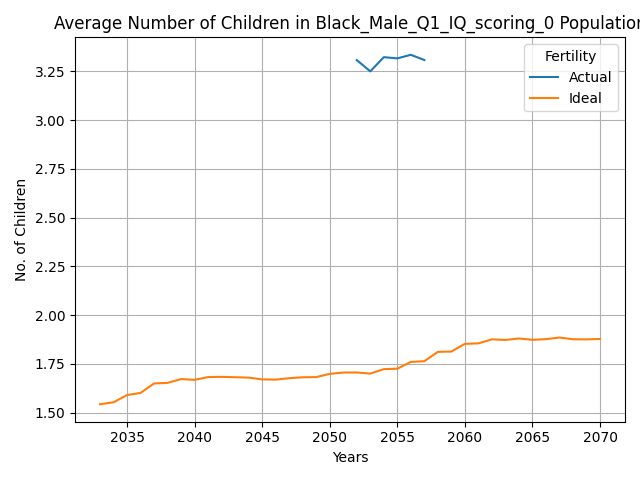 Average Number of Children in Black_Male_Q1_IQ_scoring_0 Population
Fertility
Actual
Ideal
No. of Children
3.25
3.00
2.75
2.50
2.25
2.00
1.75
1.50
2035 2040 2045 2050 2055 2060 2065 2070
Years